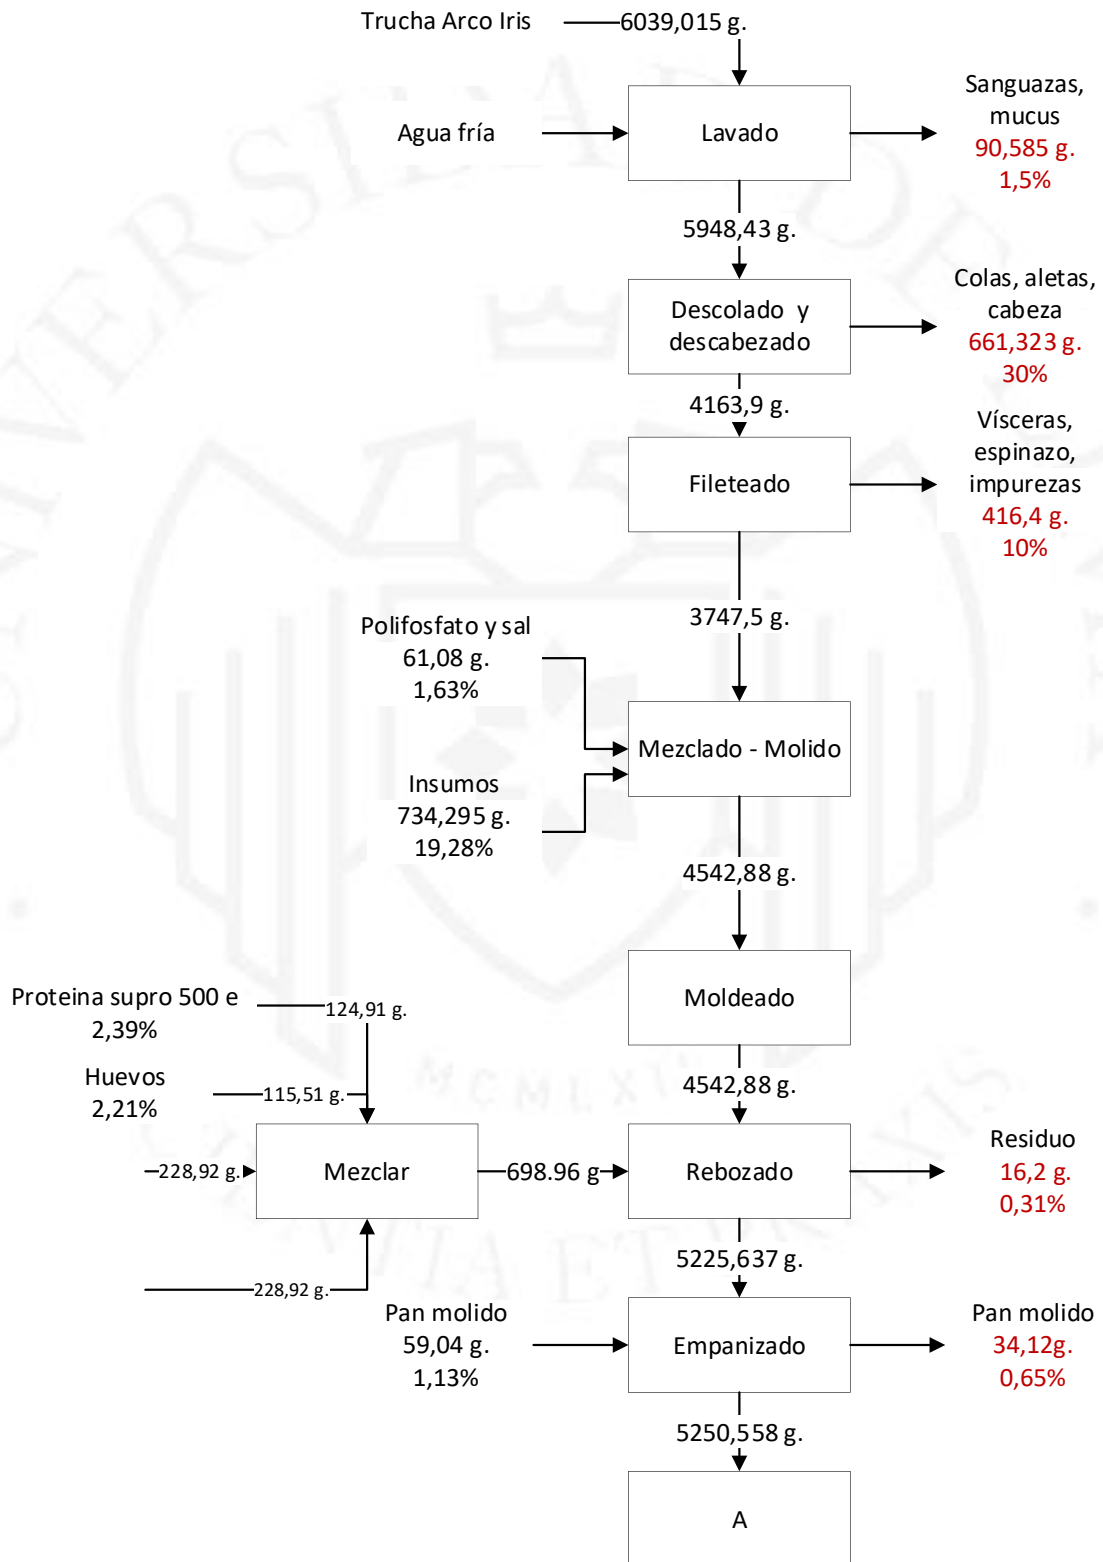 Trucha Arco Iris
6039,015 g.
Agua fría
Lavado
Sanguazas,
mucus
90,585 g.
1,5%
5948,43 g.
Descolado y
descabezado
Colas, aletas,
cabeza
661,323 g.
30%
4163,9 g.
Fileteado
Vísceras,
espinazo,
impurezas
416,4 g.
10%
3747,5 g.
Polifosfato y sal
61,08 g.
1,63%
Mezclado - Molido
Insumos
734,295 g.
19,28%
4542,88 g.
Moldeado
Proteina supro 500 e
2,39%
124,91 g.
Huevos
2,21%
115,51 g.
4542,88 g.
228,92 g.
Mezclar
698.96 g
Rebozado
Residuo
16,2 g.
0,31%
228,92 g.
5225,637 g.
Pan molido
59,04 g.
1,13%
Empanizado
Pan molido
34,12g.
0,65%
5250,558 g.
A
MCMLXII